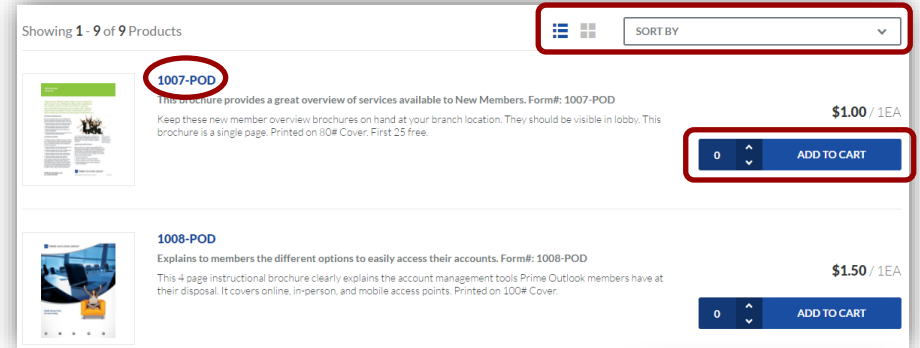 Showing 1 - 9 of 9 Products
SORT BY
1007-POD
This brochure provides a great overview of services available to New Members. Form#: 1007-POD
Keep these new member overview brochures on hand at your branch location. They should be visible in lobby. This
brochure is a single page. Printed on 80# Cover. First 25 free.
$1.00 / 1EA
0
ADD TO CART
1008-POD
Explains to members the different options to easily access their accounts. Form#: 1008-POD
This 4 page instructional brochure clearly explains the account management tools Prime Outlook members have at
their disposal. It covers online, in-person, and mobile access points. Printed on 100# Cover.
$1.50 / 1EA
0
ADD TO CART